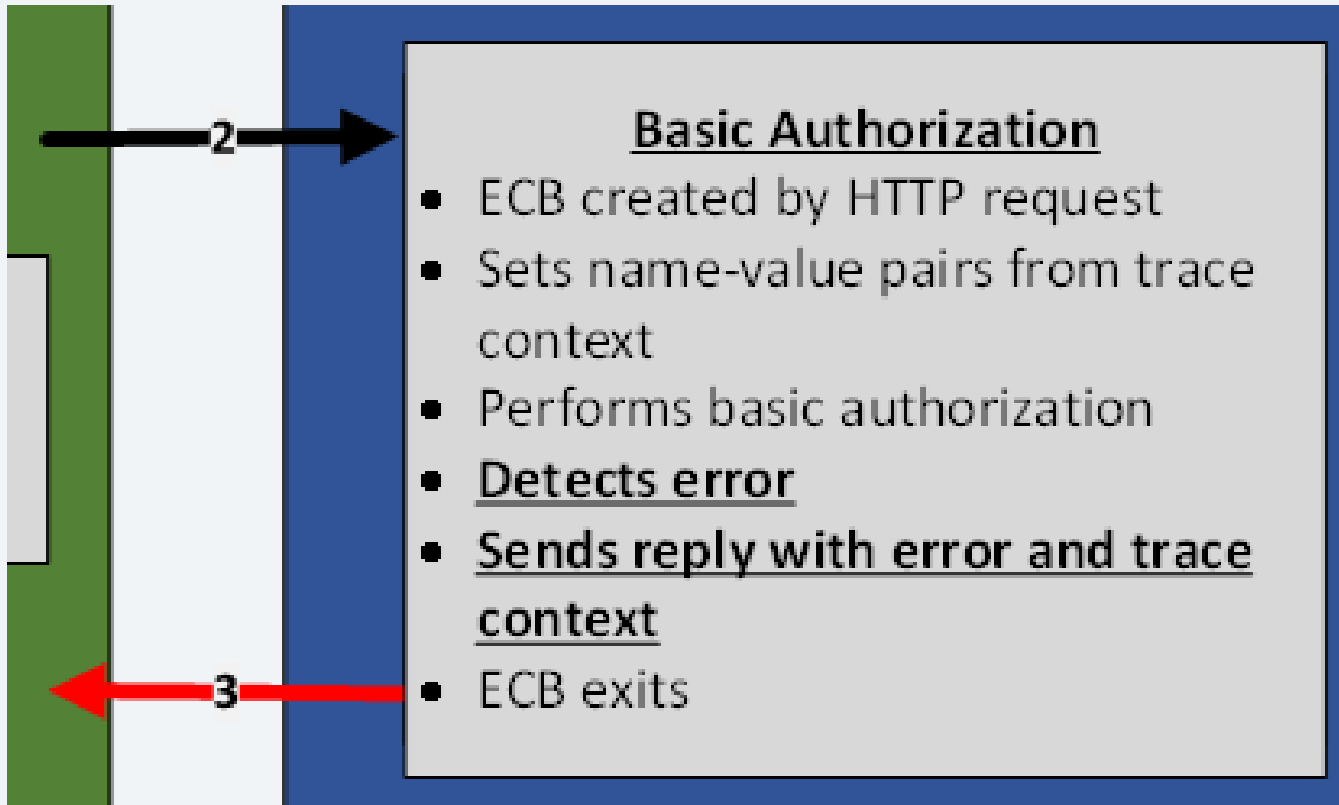 2
Basic Authorization
• ECB created by HTTP request
• Sets name-value pairs from trace
context
• Performs basic authorization
• Detects error
• Sends reply with error and trace
context
3
• ECB exits